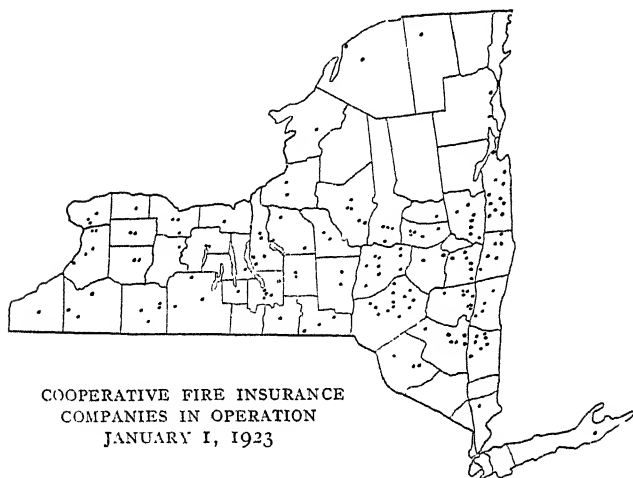 COOPERATIVE FIRE INSURANCE
COMPANIES IN OPERATION
JANUARY 1, 1923